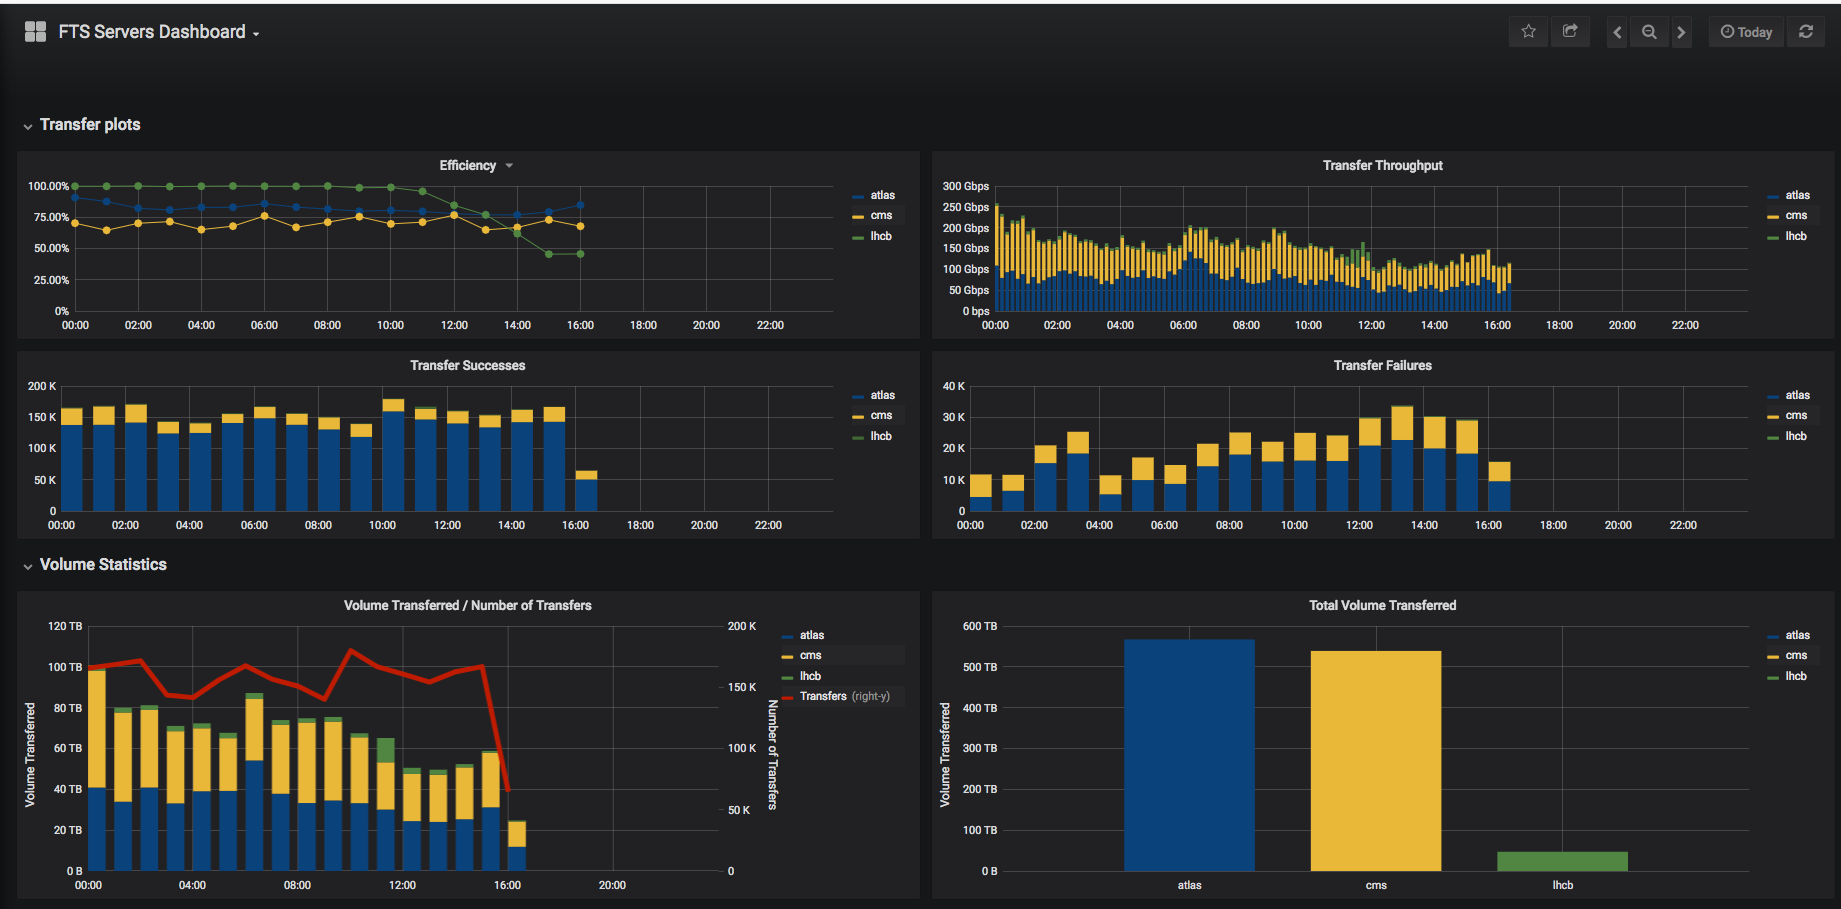 FTS Servers Dashboard
Today
Transfer plots
Efficiency
100.00%
75.00%
50.00%
25.00%
0%
00:00 02:00 04:00 06:00 08:00 10:00 12:00 14:00 16:00 18:00 20:00 22:00
atlas
cms
lhcb
Transfer Throughput
300 Gbps
250 Gbps
200 Gbps
150 Gbps
100 Gbps
50 Gbps
0 bps
00:00 02:00 04:00 06:00 08:00 10:00 12:00 14:00 16:00 18:00 20:00 22:00
atlas
cms
lhcb
Transfer Successes
200 K
150 K
100 K
50 K
0
00:00 02:00 04:00 06:00 08:00 10:00 12:00 14:00 16:00 18:00 20:00 22:00
atlas
cms
lhcb
Transfer Failures
40 K
30 K
20 K
10 K
0
00:00 02:00 04:00 06:00 08:00 10:00 12:00 14:00 16:00 18:00 20:00 22:00
atlas
cms
lhcb
Volume Statistics
Volume Transferred / Number of Transfers
Volume Transferred
120 TB
100 TB
80 TB
60 TB
40 TB
20 TB
0 B
00:00 04:00 08:00 12:00 16:00 20:00
200 K
150 K
100 K
50 K
0
Number of Transfers
atlas
cms
lhcb
Transfers (right-y)
Total Volume Transferred
Volume Transferred
600 TB
500 TB
400 TB
300 TB
200 TB
100 TB
0 B
atlas cms lhcb
atlas
cms
lhcb